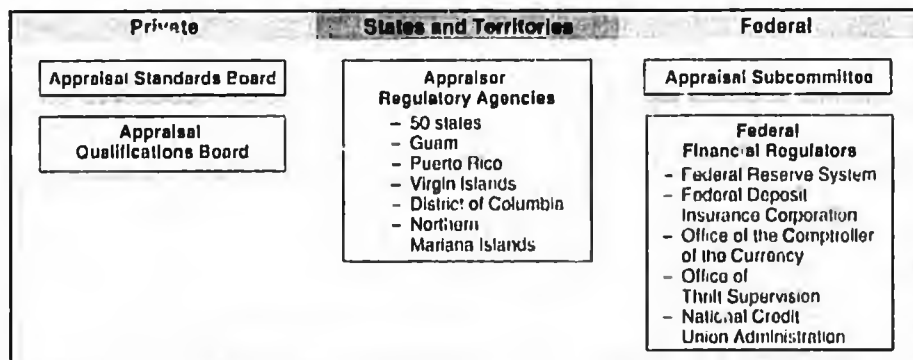 Private
States and Territories
Federal
Appraisal Standards Board
Appraisal
Qualifications Board
Appraisor
Regulatory Agencies
– 50 states
– Guam
– Puerto Rico
– Virgin Islands
– District of Columbia
– Northern
Mariana Islands
Appraisal Subcommittee
Federal
Financial Regulators
– Federal Reserve System
– Federal Deposit
Insurance Corporation
– Office of the Comptroller
of the Currency
– Office of
Thrift Supervision
– National Credit
Union Administration